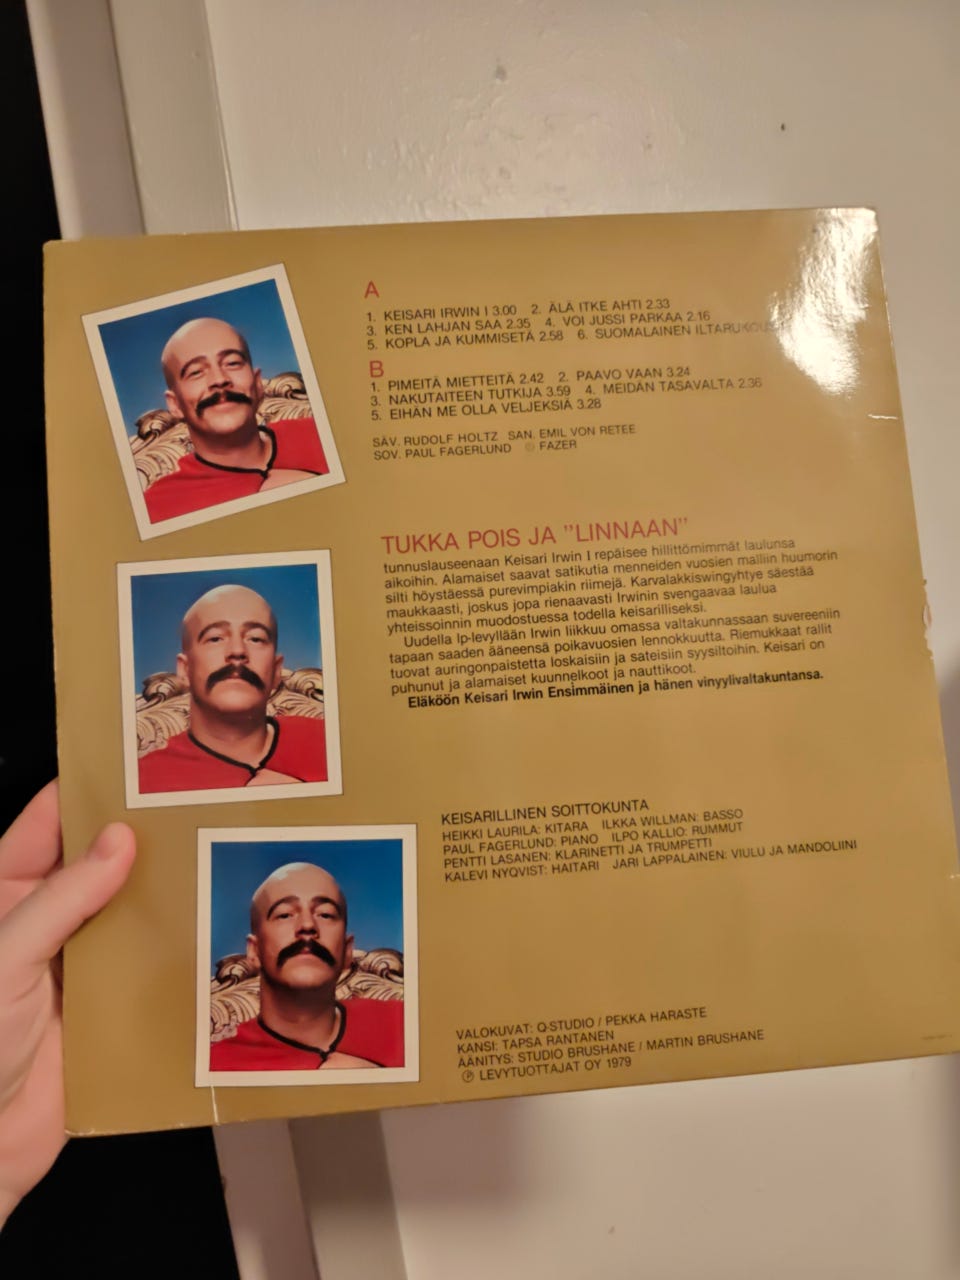 A
1. KEISARI IRWIN I 3.00 2. ÄLÄ ITKE AHTI 2.33
3. KEN LAHJAN SAA 2.35 4. VOI JUSSI PARKAA 2.16
5. KOPLA JA KUMMISETÄ 2.58 6. SUOMALAINEN
B
1. PIMEITÄ MIETTEITÄ 2.42 2. PAAVO VAAN 3.24
3. NAKUTAITEEN TUTKIJA 3.59 4. MEIDÄN TASAVALTA 2.36
5. EIHÄN ME OLLA VELJEKSIÄ 3.28
SÄV. RUDOLF HOLTZ SAN. EMIL VON RETEE
SOV. PAUL FAGERLUND © FAZER
TUKKA POIS JA ”LINNAAN”
tunnuslauseenaan Keisari Irwin I repäisee hillittömimmät laulunsa
aikoihin. Alamaiset saavat satikutia menneiden vuosien malliin huumorin
silti höystäessä purevimpiakin riimejä. Karvalakkiswingyhtye säestää
maukkaasti, joskus jopa rienaavasti Irwinin svengaavaa laulua
yhteissoinnin muodostuessa todella keisarilliseksi.
Uudella lp-levyllään Irwin liikkuu omassa valtakunnassaan suvereeniin
tapaan saaden ääneensä poikavuosien lennokkuutta. Riemukkaat rallit
tuovat auringonpaistetta loskaisiin ja sateisiin syysiltoihin. Keisari on
puhunut ja alamaiset kuunnelkoot ja nauttikoot.
Eläköön Keisari Irwin Ensimmäinen ja hänen vinyylivaltakuntansa.
KEISARILLINEN SOITTOKUNTA
HEIKKI LAURILA: KITARA ILKKA WILLMAN: BASSO
PAUL FAGERLUND: PIANO ILPO KALLIO: RUMMUT
PENTTI LASANEN: KLARINETTI JA TRUMPETTI
KALEVI NYQVIST: HAITARI JARI LAPPALAINEN: VIULU JA MANDOLIINI
VALOKUVAT: Q-STUDIO / PEKKA HARASTE
KANSI: TAPSA RANTANEN
ÄÄNITYS: STUDIO BRUSHANE / MARTIN BRUSHANE
℗ LEVYTUOTTAJAT OY 1979